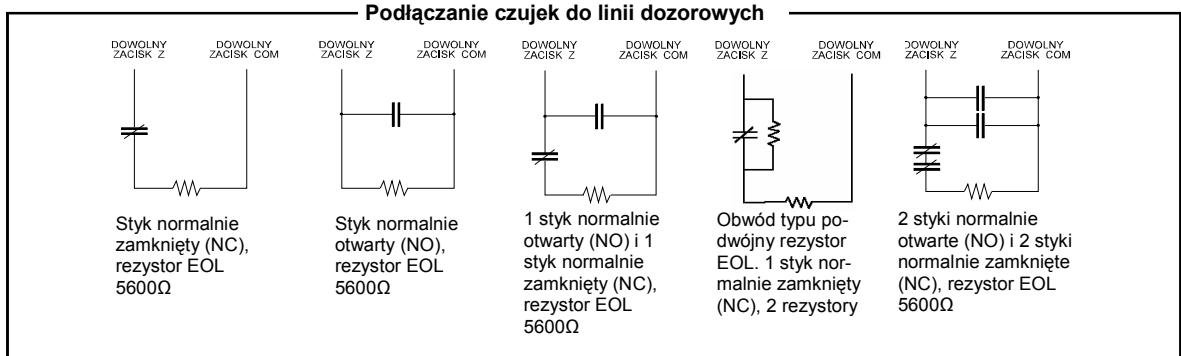 Podłączanie czujek do linii dozorowych
DOWOLNY
ZACISK Z
DOWOLNY
ZACISK COM
Styk normalnie
zamknięty (NC),
rezystor EOL
5600Ω
DOWOLNY
ZACISK Z
DOWOLNY
ZACISK COM
Styk normalnie
otwarty (NO),
rezystor EOL
5600Ω
DOWOLNY
ZACISK Z
DOWOLNY
ZACISK COM
1 styk normalnie
otwarty (NO) i 1
styk normalnie
zamknięty (NC),
rezystor EOL
5600Ω
DOWOLNY
ZACISK Z
DOWOLNY
ZACISK COM
Obwód typu po-
dwójny rezystor
EOL. 1 styk nor-
malnie zamknięty
(NC), 2 rezystory
DOWOLNY
ZACISK Z
DOWOLNY
ZACISK COM
2 styki normalnie
otwarte (NO) i 2 styki
normalnie zamknięte
(NC), rezystor EOL
5600Ω